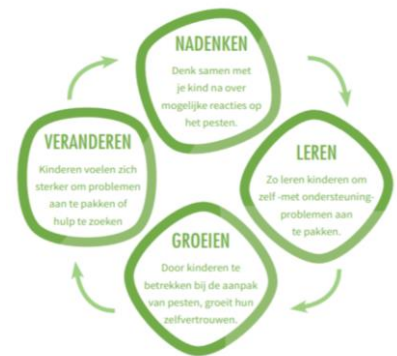 NADENKEN
Denk samen met
je kind na over
mogelijke reacties op
het pesten.
LEREN
Zo leren kinderen om
zelf -met ondersteuning-
problemen aan
te pakken.
GROEIEN
Door kinderen te
betrekken bij de aanpak
van pesten, groeit hun
zelfvertrouwen.
VERANDEREN
Kinderen voelen zich
sterker om problemen
aan te pakken of
hulp te zoeken